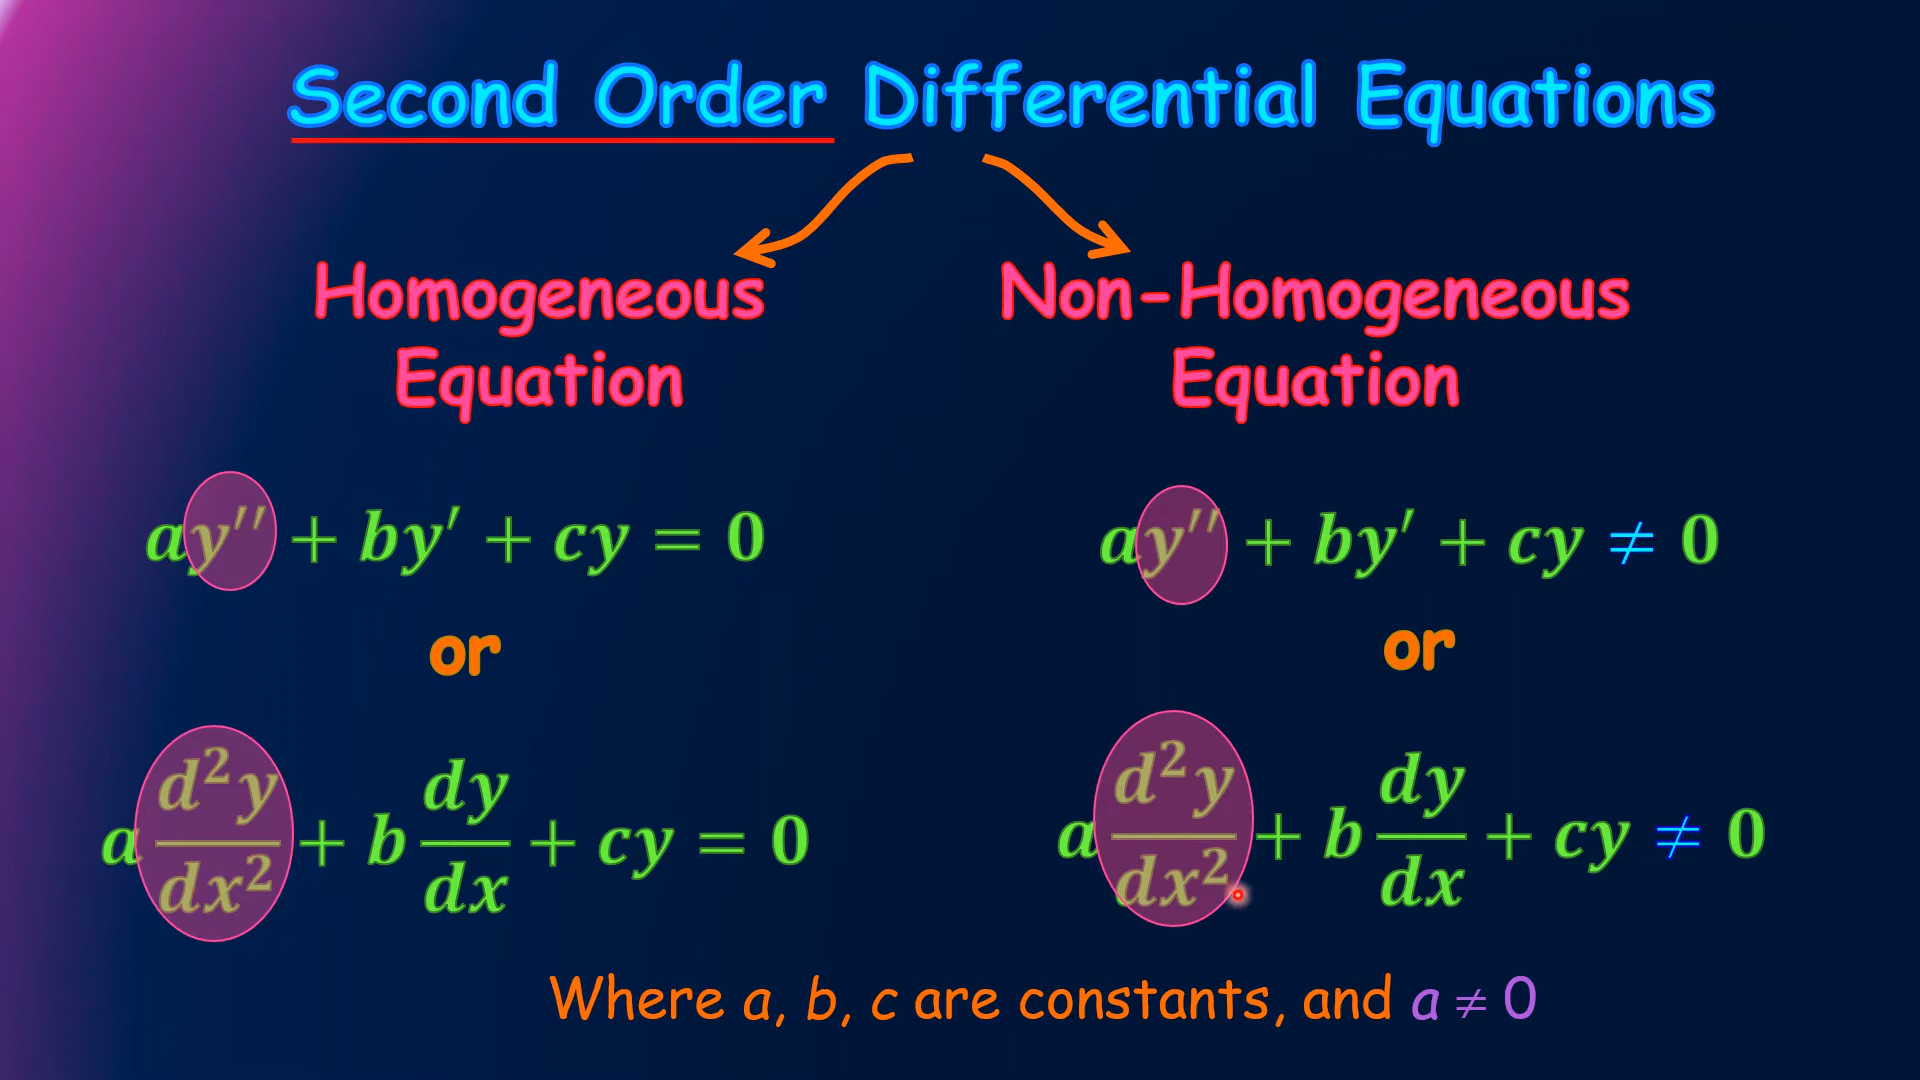 Second Order Differential Equations
Homogeneous
Equation
ay′′ + by′ + cy = 0
or
a d²y/dx² + b dy/dx + cy = 0
Non-Homogeneous
Equation
ay′′ + by′ + cy ≠ 0
or
a d²y/dx² + b dy/dx + cy ≠ 0
Where a, b, c are constants, and a ≠ 0